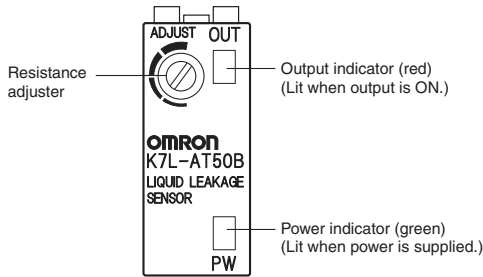 ADJUST OUT
Resistance
adjuster
Output indicator (red)
(Lit when output is ON.)
OMRON
K7L-AT50B
LIQUID LEAKAGE
SENSOR
Power indicator (green)
(Lit when power is supplied.)
PW